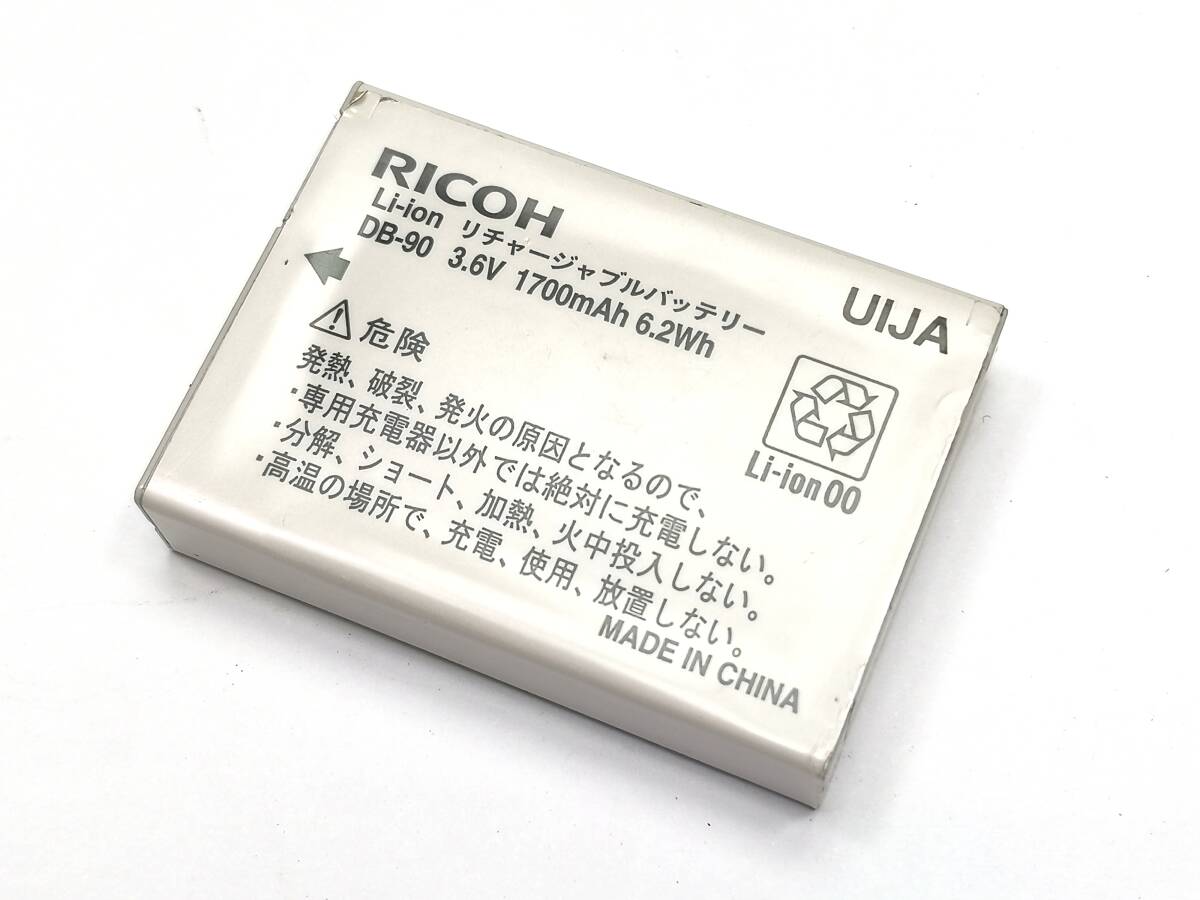 RICOH
Li-ion リチャージャブルバッテリー
DB-90 3.6V 1700mAh 6.2Wh
UIJA
危険
発熱、破裂、発火の原因となるので、
・専用充電器以外では絶対に充電しない。
・分解、ショート、加熱、火中投入しない。
・高温の場所で、充電、使用、放置しない。
Li-ion 00
MADE IN CHINA